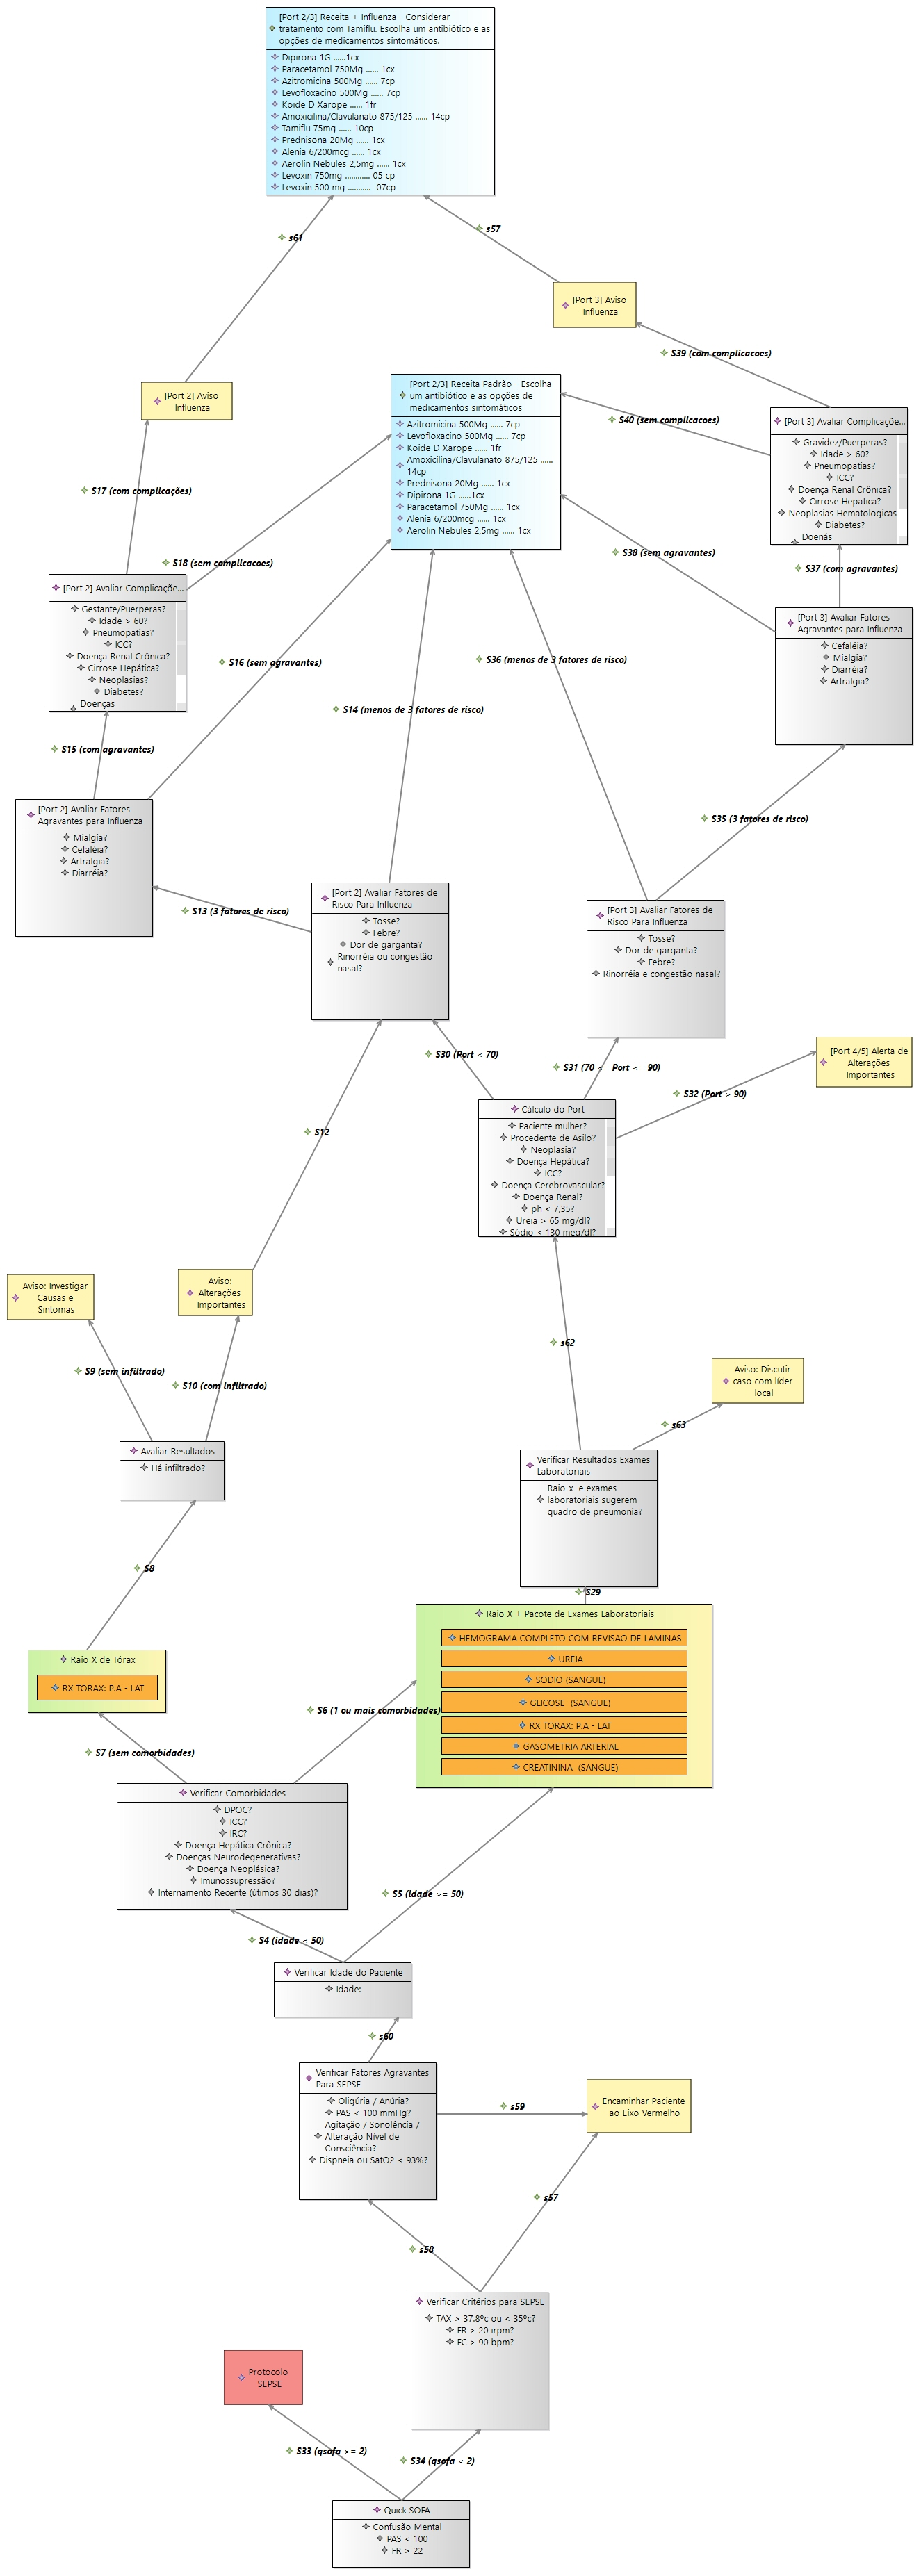 [Port 2/3] Receita + Influenza - Considerar
tratamento com Tamiflu. Escolha um antibiótico e as
opções de medicamentos sintomáticos.
Dipirona 1G ......1cx
Paracetamol 750Mg ...... 1cx
Azitromicina 500Mg ...... 7cp
Levofloxacino 500Mg ...... 7cp
Koide D Xarope ...... 1fr
Amoxicilina/Clavulanato 875/125 ...... 14cp
Tamiflu 75mg ...... 10cp
Prednisona 20Mg ...... 1cx
Alenia 6/200mcg ...... 1cx
Aerolin Nebules 2,5mg ...... 1cx
Levoxin 750mg ............ 05 cp
Levoxin 500 mg ........... 07cp
s61
s57
[Port 3] Aviso
Influenza
S39 (com complicacoes)
[Port 2] Aviso
Influenza
[Port 2/3] Receita Padrão - Escolha
um antibiótico e as opções de
medicamentos sintomáticos
Azitromicina 500Mg ...... 7cp
Levofloxacino 500Mg ...... 7cp
Koide D Xarope ...... 1fr
Amoxicilina/Clavulanato 875/125 ......
14cp
Prednisona 20Mg ...... 1cx
Dipirona 1G ......1cx
Paracetamol 750Mg ...... 1cx
Alenia 6/200mcg ...... 1cx
Aerolin Nebules 2,5mg ...... 1cx
S40 (sem complicacoes)
[Port 3] Avaliar Complicaçõe...
Gravidez/Puerperas?
Idade > 60?
Pneumopatias?
ICC?
Doença Renal Crônica?
Cirrose Hepatica?
Neoplasias Hematologicas
Diabetes?
Doenás
S17 (com complicações)
S18 (sem complicacoes)
S38 (sem agravantes)
S37 (com agravantes)
[Port 2] Avaliar Complicaçõe...
Gestante/Puerperas?
Idade > 60?
Pneumopatias?
ICC?
Doença Renal Crônica?
Cirrose Hepática?
Neoplasias?
Diabetes?
Doenças
[Port 3] Avaliar Fatores
Agravantes para Influenza
Cefaléia?
Mialgia?
Diarréia?
Artralgia?
S16 (sem agravantes)
S36 (menos de 3 fatores de risco)
S14 (menos de 3 fatores de risco)
S15 (com agravantes)
[Port 2] Avaliar Fatores
Agravantes para Influenza
Mialgia?
Cefaléia?
Artralgia?
Diarréia?
S35 (3 fatores de risco)
S13 (3 fatores de risco)
[Port 2] Avaliar Fatores de
Risco Para Influenza
Tosse?
Febre?
Dor de garganta?
Rinorréia ou congestão
nasal?
[Port 3] Avaliar Fatores de
Risco Para Influenza
Tosse?
Dor de garganta?
Febre?
Rinorréia e congestão nasal?
S30 (Port < 70)
S31 (70 <= Port <= 90)
S32 (Port > 90)
[Port 4/5] Alerta de
Alterações
Importantes
Cálculo do Port
Paciente mulher?
Procedente de Asilo?
Neoplasia?
Doença Hepática?
ICC?
Doença Cerebrovascular?
Doença Renal?
ph < 7,35?
Ureia > 65 mg/dl?
Sódio < 130 meg/dl?
S12
Aviso: Investigar
Causas e
Sintomas
Aviso:
Alterações
Importantes
S9 (sem infiltrado)
S10 (com infiltrado)
s62
Aviso: Discutir
caso com líder
local
s63
Avaliar Resultados
Há infiltrado?
Verificar Resultados Exames
Laboratoriais
Raio-x e exames
laboratoriais sugerem
quadro de pneumonia?
S8
S29
Raio X de Tórax
RX TORAX: P.A - LAT
Raio X + Pacote de Exames Laboratoriais
HEMOGRAMA COMPLETO COM REVISAO DE LAMINAS
UREIA
SODIO (SANGUE)
GLICOSE (SANGUE)
RX TORAX: P.A - LAT
GASOMETRIA ARTERIAL
CREATININA (SANGUE)
S6 (1 ou mais comorbidades)
S7 (sem comorbidades)
Verificar Comorbidades
DPOC?
ICC?
IRC?
Doença Hepática Crônica?
Doenças Neurodegenerativas?
Doença Neoplásica?
Imunossupressão?
Internamento Recente (útimos 30 dias)?
S5 (idade >= 50)
S4 (idade < 50)
Verificar Idade do Paciente
Idade:
s60
Verificar Fatores Agravantes
Para SEPSE
Oligúria / Anúria?
PAS < 100 mmHg?
Agitação / Sonolência /
Alteração Nível de
Consciência?
Dispneia ou SatO2 < 93%?
s59
Encaminhar Paciente
ao Eixo Vermelho
s57
s58
Verificar Critérios para SEPSE
TAX > 37.8ºc ou < 35ºc?
FR > 20 irpm?
FC > 90 bpm?
Protocolo
SEPSE
S33 (qsofa >= 2)
S34 (qsofa < 2)
Quick SOFA
Confusão Mental
PAS < 100
FR > 22